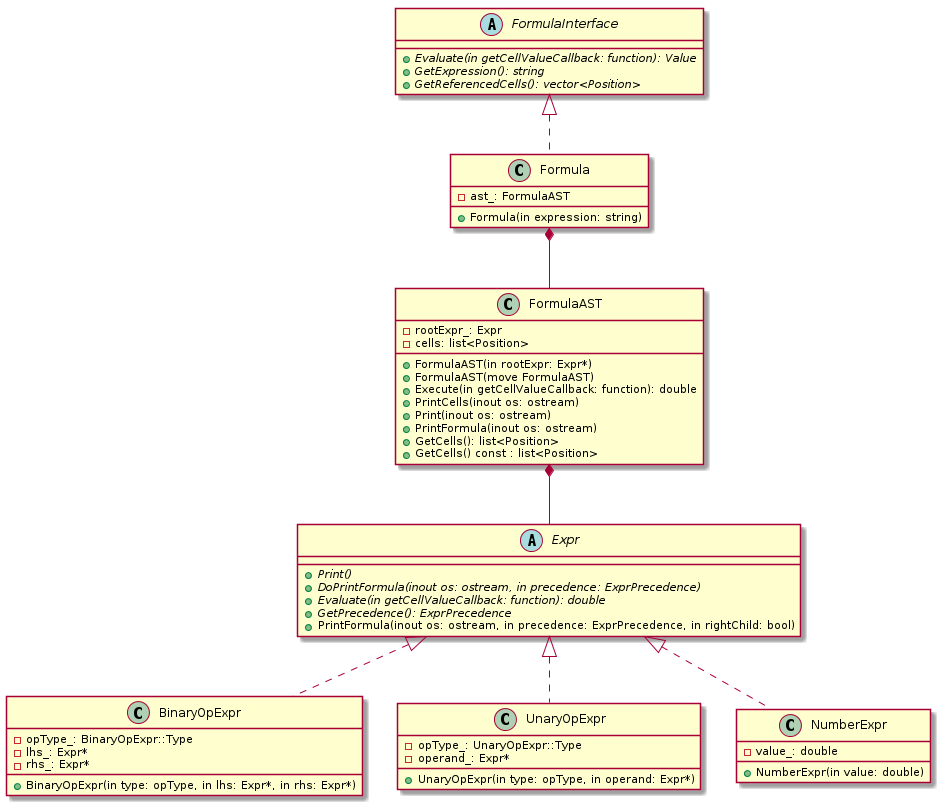 A FormulaInterface
Evaluate(in getCellValueCallback: function): Value
GetExpression(): string
GetReferencedCells(): vector<Position>
C Formula
ast_: FormulaAST
Formula(in expression: string)
C FormulaAST
rootExpr_: Expr
cells: list<Position>
FormulaAST(in rootExpr: Expr*)
FormulaAST(move FormulaAST)
Execute(in getCellValueCallback: function): double
PrintCells(inout os: ostream)
Print(inout os: ostream)
PrintFormula(inout os: ostream)
GetCells(): list<Position>
GetCells() const : list<Position>
A Expr
Print()
DoPrintFormula(inout os: ostream, in precedence: ExprPrecedence)
Evaluate(in getCellValueCallback: function): double
GetPrecedence(): ExprPrecedence
PrintFormula(inout os: ostream, in precedence: ExprPrecedence, in rightChild: bool)
C BinaryOpExpr
opType_: BinaryOpExpr::Type
lhs_: Expr*
rhs_: Expr*
BinaryOpExpr(in type: opType, in lhs: Expr*, in rhs: Expr*)
C UnaryOpExpr
opType_: UnaryOpExpr::Type
operand_: Expr*
UnaryOpExpr(in type: opType, in operand: Expr*)
C NumberExpr
value_: double
NumberExpr(in value: double)